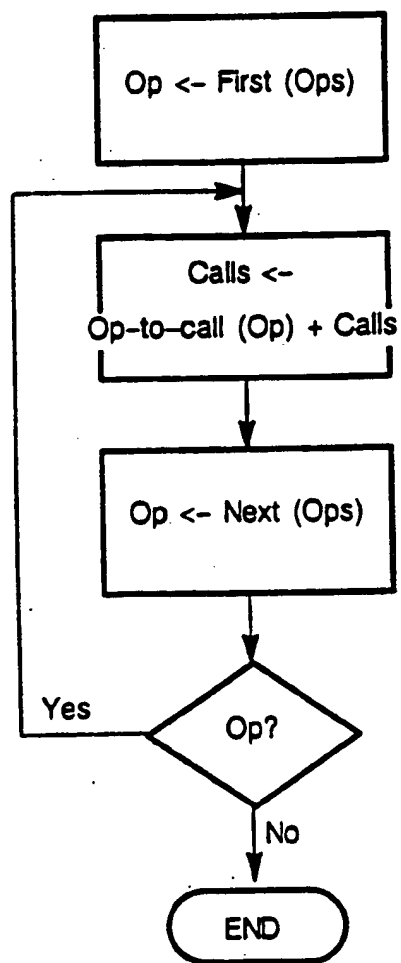 Op <- First (Ops)
Calls <-
Op-to-call (Op) + Calls
Op <- Next (Ops)
Yes
Op?
No
END